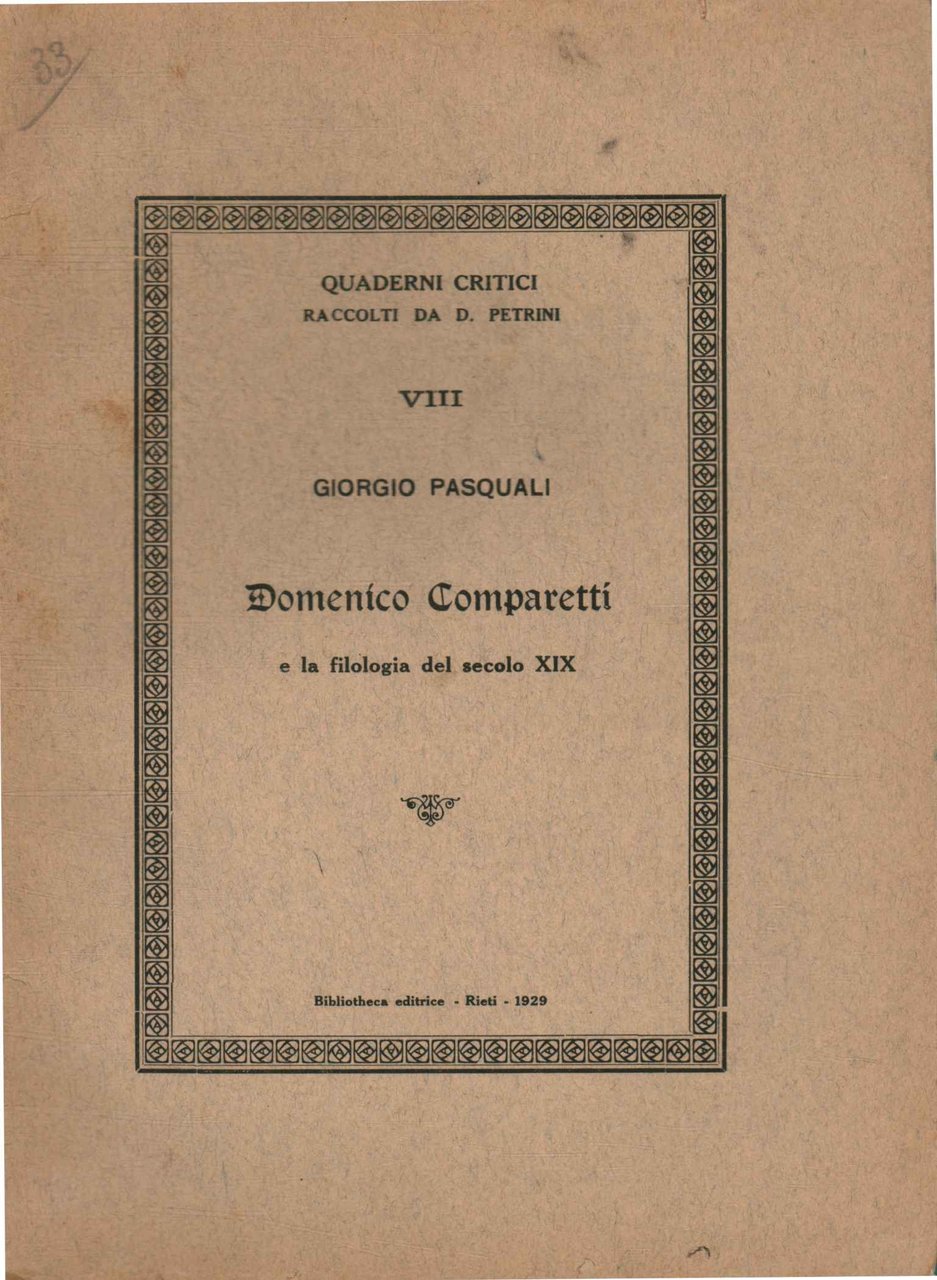 33
QUADERNI CRITICI
RACCOLTI DA D. PETRINI
VIII
GIORGIO PASQUALI
Domenico Comparetti
e la filologia del secolo XIX
Bibliotheca editrice - Rieti - 1929